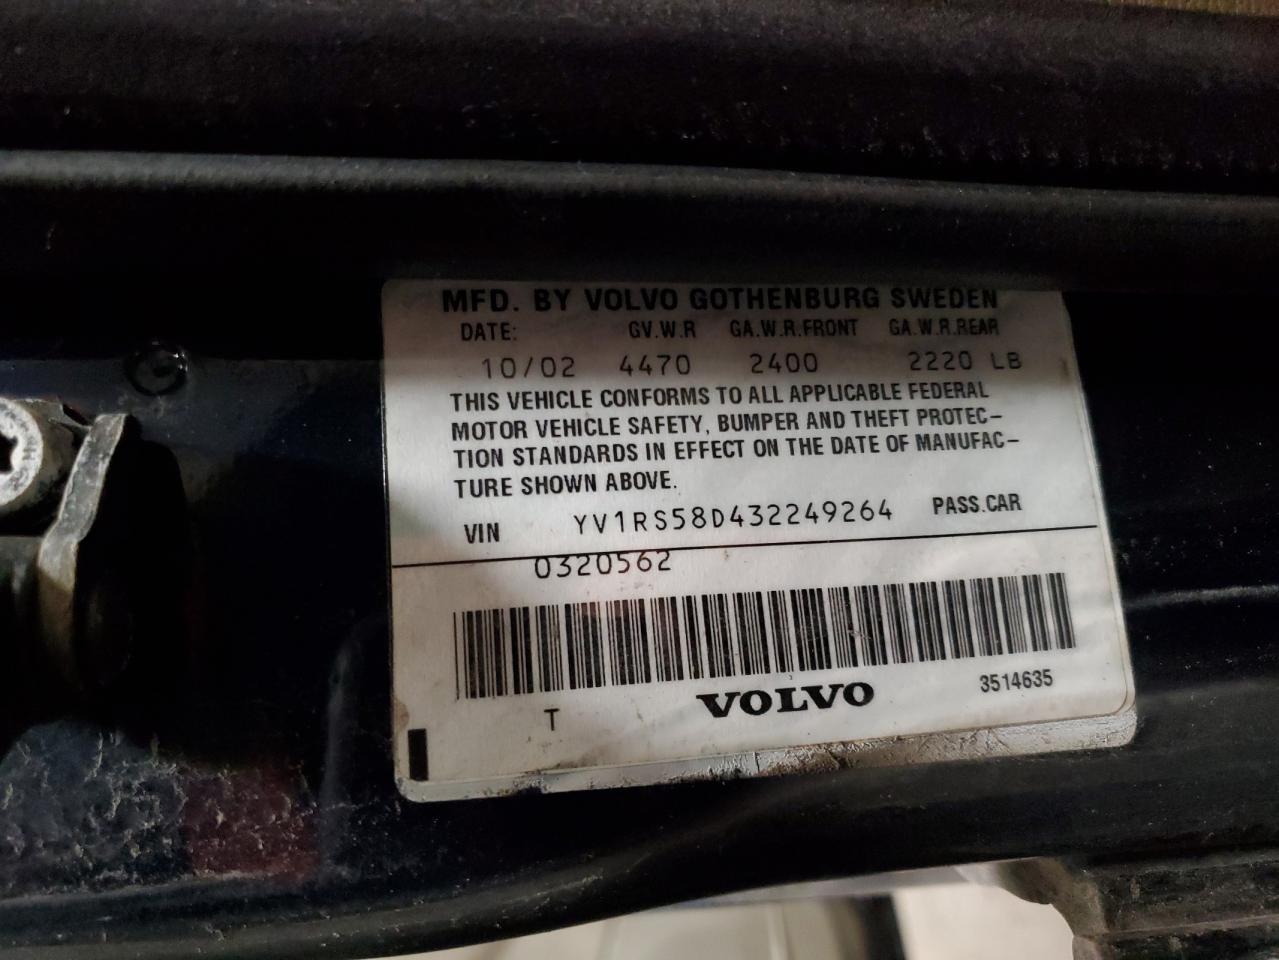 MFD. BY VOLVO GOTHENBURG SWEDEN
DATE: GV.W.R GA.W.R.FRONT GA.W.R.REAR
10/02 4470 2400 2220 LB
THIS VEHICLE CONFORMS TO ALL APPLICABLE FEDERAL
MOTOR VEHICLE SAFETY, BUMPER AND THEFT PROTEC-
TION STANDARDS IN EFFECT ON THE DATE OF MANUFAC-
TURE SHOWN ABOVE.
VIN YV1RS58D432249264 PASS.CAR
0320562
T VOLVO 3514635